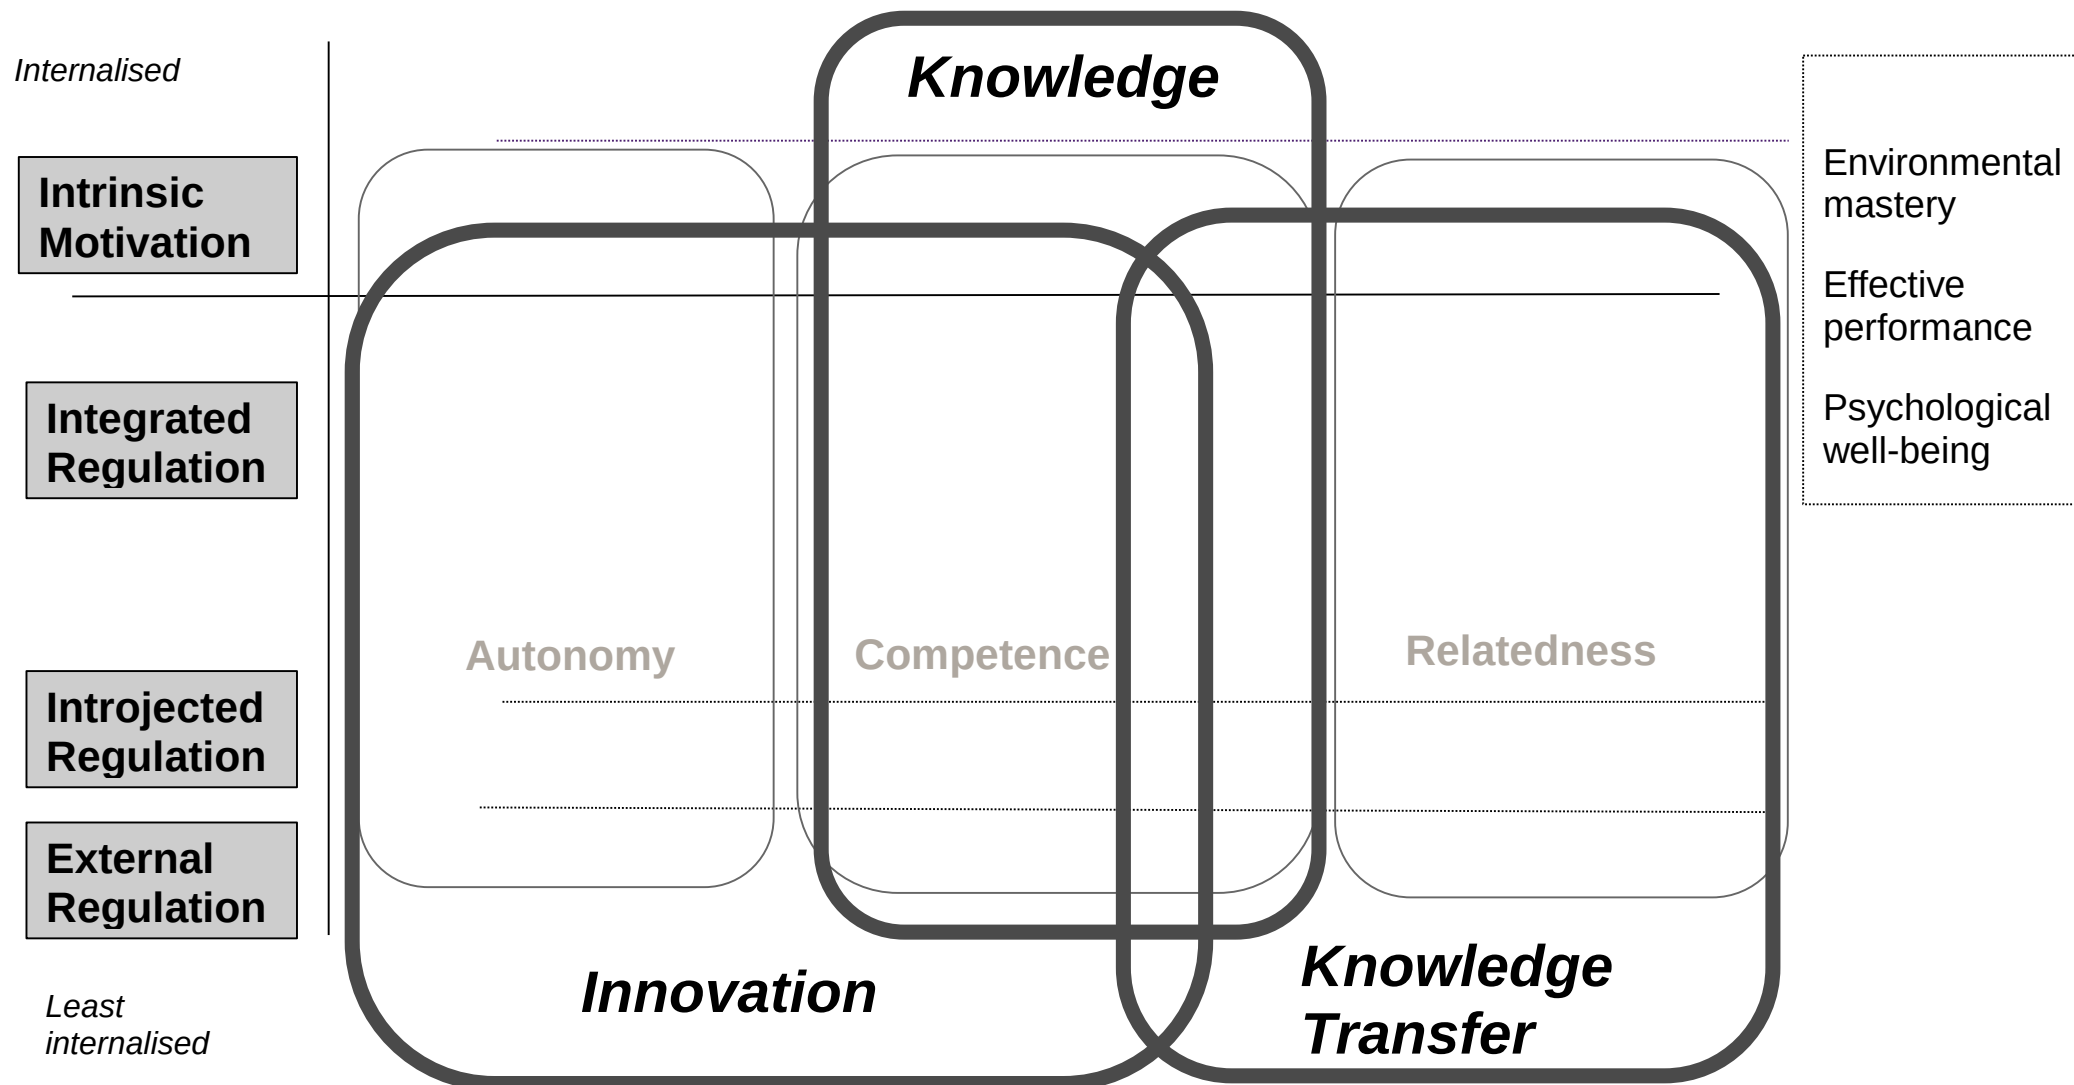 Internalised
Knowledge
Intrinsic
Motivation
Environmental
mastery
Effective
performance
Integrated
Regulation
Psychological
well-being
Autonomy
Competence
Relatedness
Introjected
Regulation
External
Regulation
Innovation
Knowledge
Transfer
Least
internalised